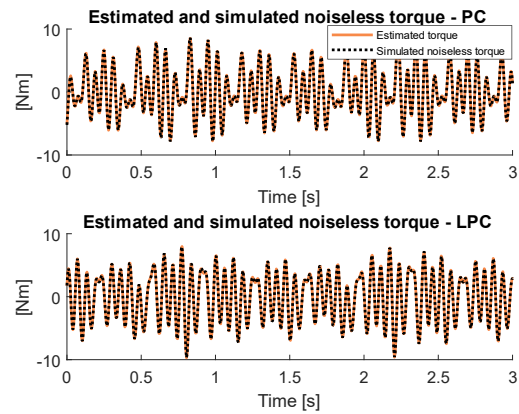 Estimated and simulated noiseless torque - PC
Estimated torque
Simulated noiseless torque
10
0
-10
[Nm]
0 0.5 1 1.5 2 2.5 3
Time [s]
Estimated and simulated noiseless torque - LPC
10
0
-10
[Nm]
0 0.5 1 1.5 2 2.5 3
Time [s]